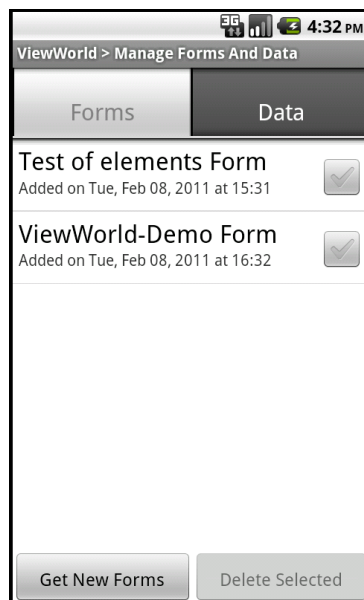 3G 4:32 PM
ViewWorld > Manage Forms And Data
Forms Data
Test of elements Form
Added on Tue, Feb 08, 2011 at 15:31
ViewWorld-Demo Form
Added on Tue, Feb 08, 2011 at 16:32
Get New Forms Delete Selected